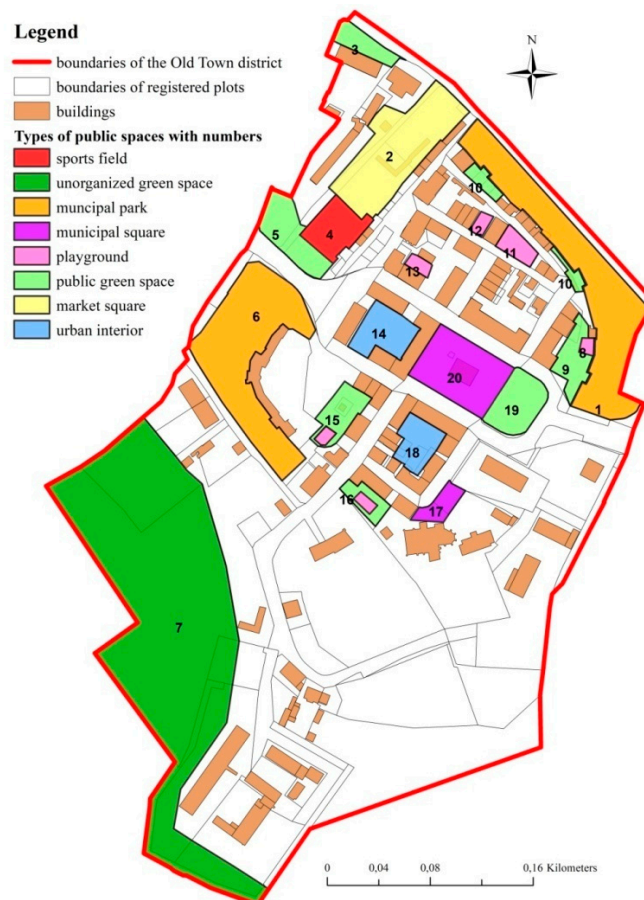 Legend
boundaries of the Old Town district
boundaries of registered plots
buildings
Types of public spaces with numbers
sports field
unorganized green space
muncipal park
municipal square
playground
public green space
market square
urban interior
N
3
2
10
12
5
4
11
13
10
6
14
8
9
20
1
19
15
18
16
17
7
0 0,04 0,08 0,16 Kilometers